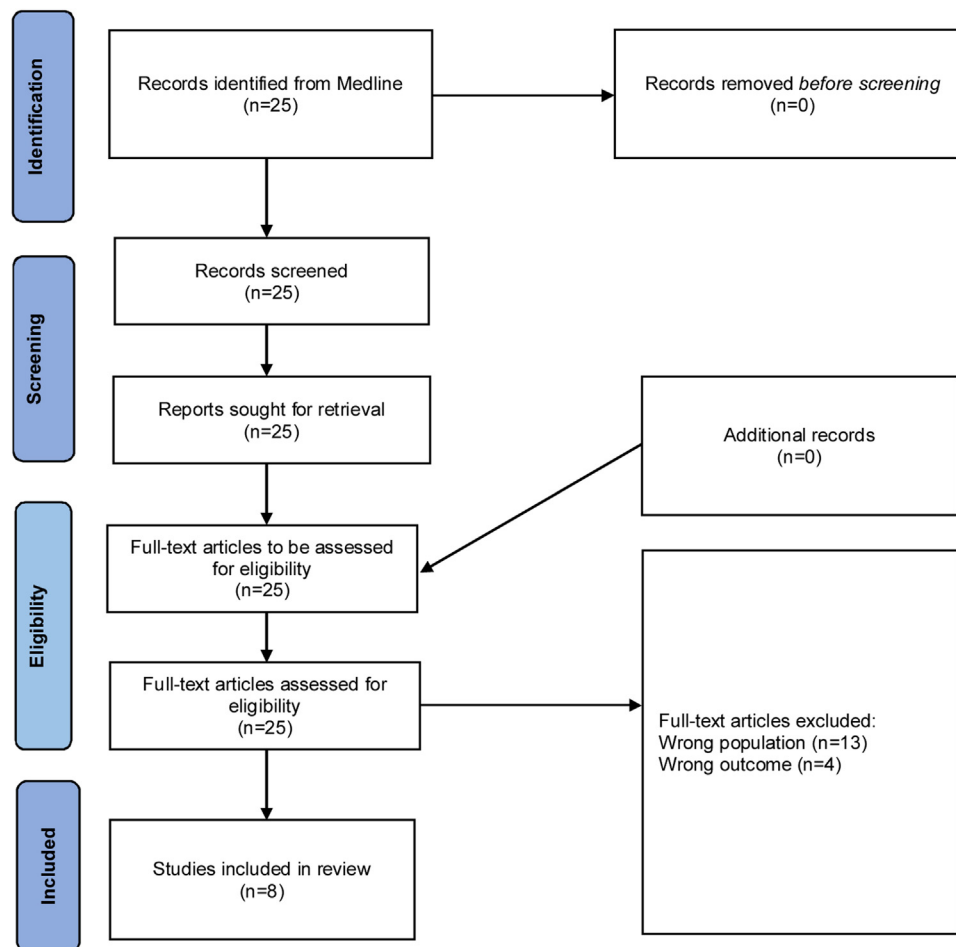 Identification
Records identified from Medline
(n=25)
Records removed before screening
(n=0)
Screening
Records screened
(n=25)
Reports sought for retrieval
(n=25)
Additional records
(n=0)
Eligibility
Full-text articles to be assessed
for eligibility
(n=25)
Full-text articles assessed for
eligibility
(n=25)
Full-text articles excluded:
Wrong population (n=13)
Wrong outcome (n=4)
Included
Studies included in review
(n=8)